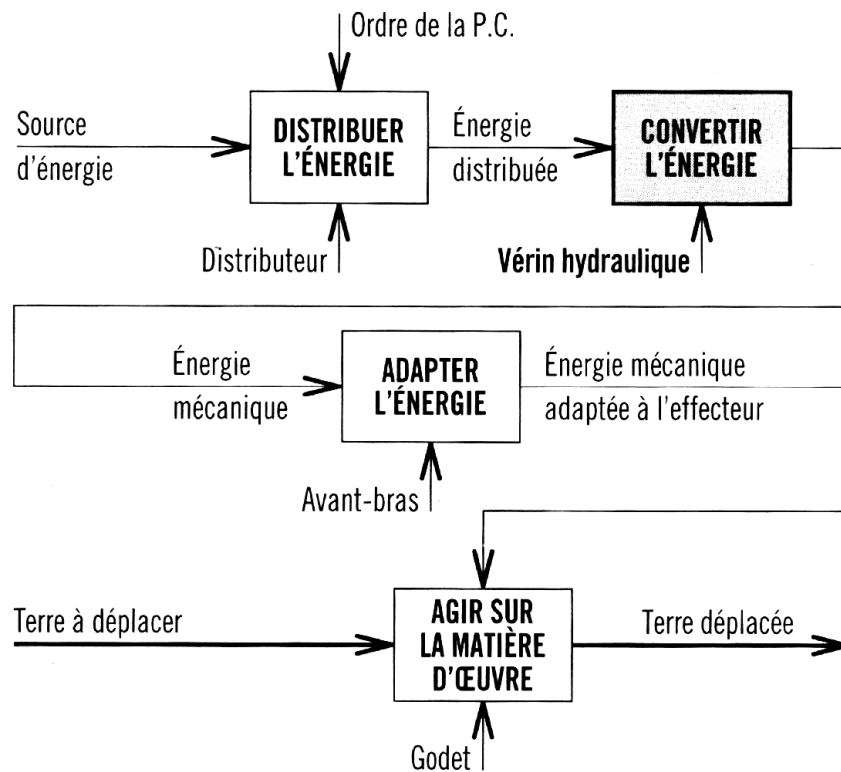 Ordre de la P.C.
Source
d'énergie
DISTRIBUER
L'ÉNERGIE
Énergie
distribuée
CONVERTIR
L'ÉNERGIE
Distributeur
Vérin hydraulique
Énergie
mécanique
ADAPTER
L'ÉNERGIE
Énergie mécanique
adaptée à l'effecteur
Avant-bras
Terre à déplacer
AGIR SUR
LA MATIÈRE
D'ŒUVRE
Terre déplacée
Godet